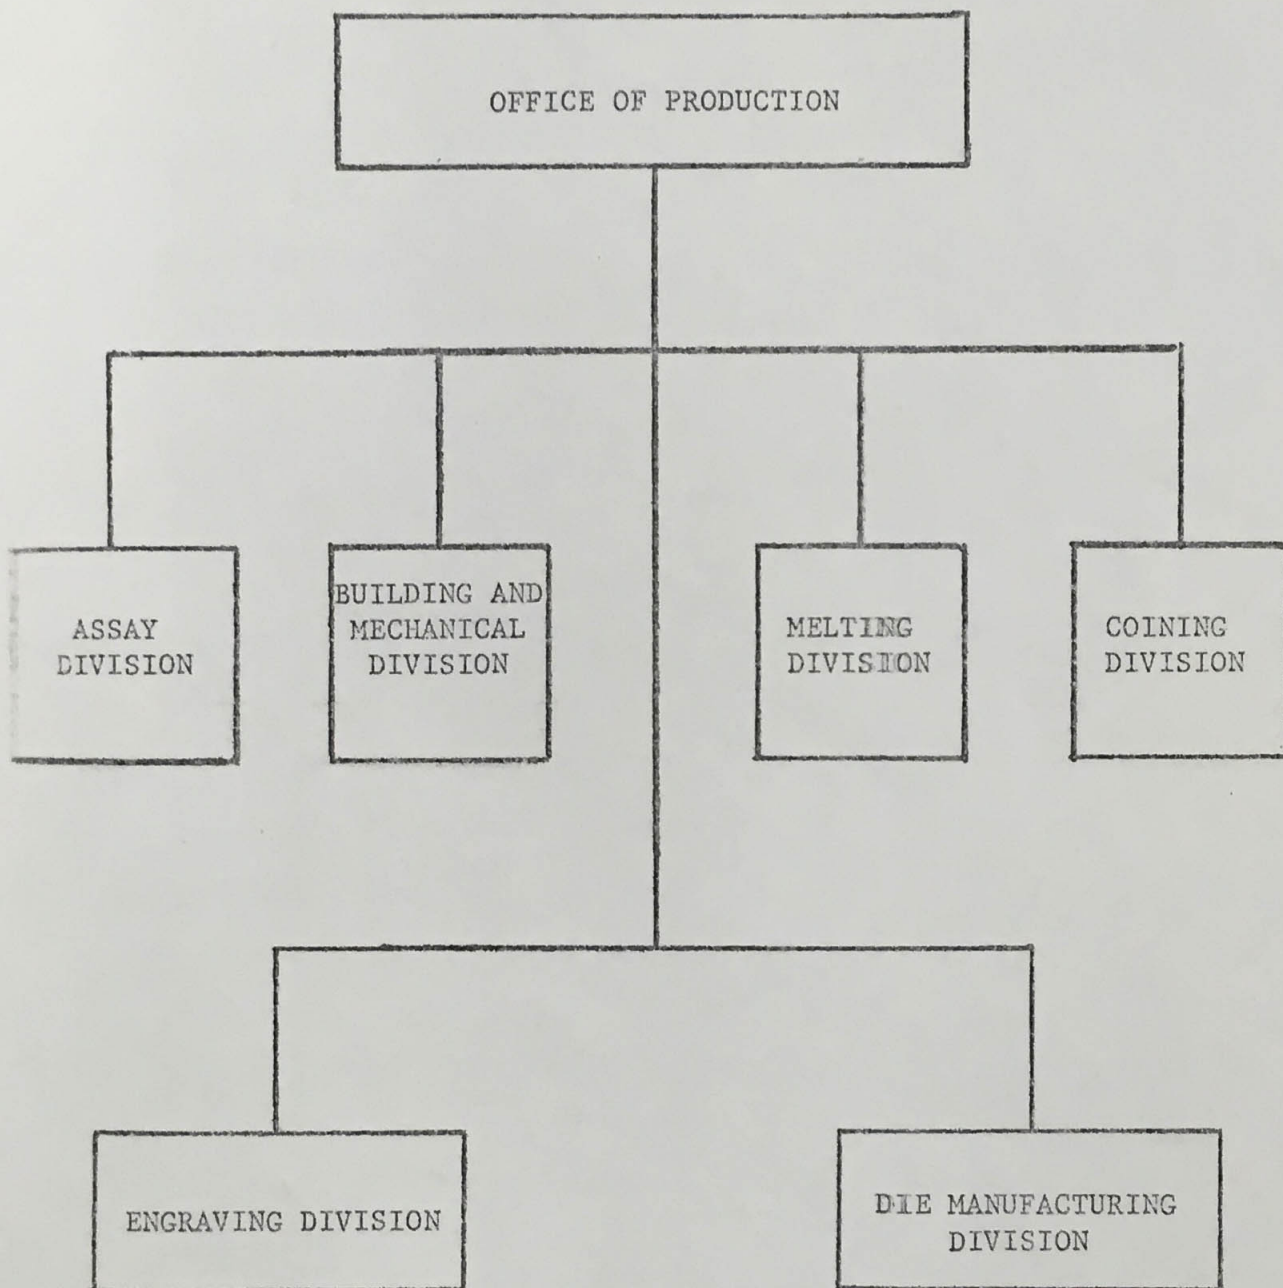 OFFICE OF PRODUCTION
ASSAY
DIVISION
BUILDING AND
MECHANICAL
DIVISION
MELTING
DIVISION
COINING
DIVISION
ENGRAVING DIVISION
DIE MANUFACTURING
DIVISION